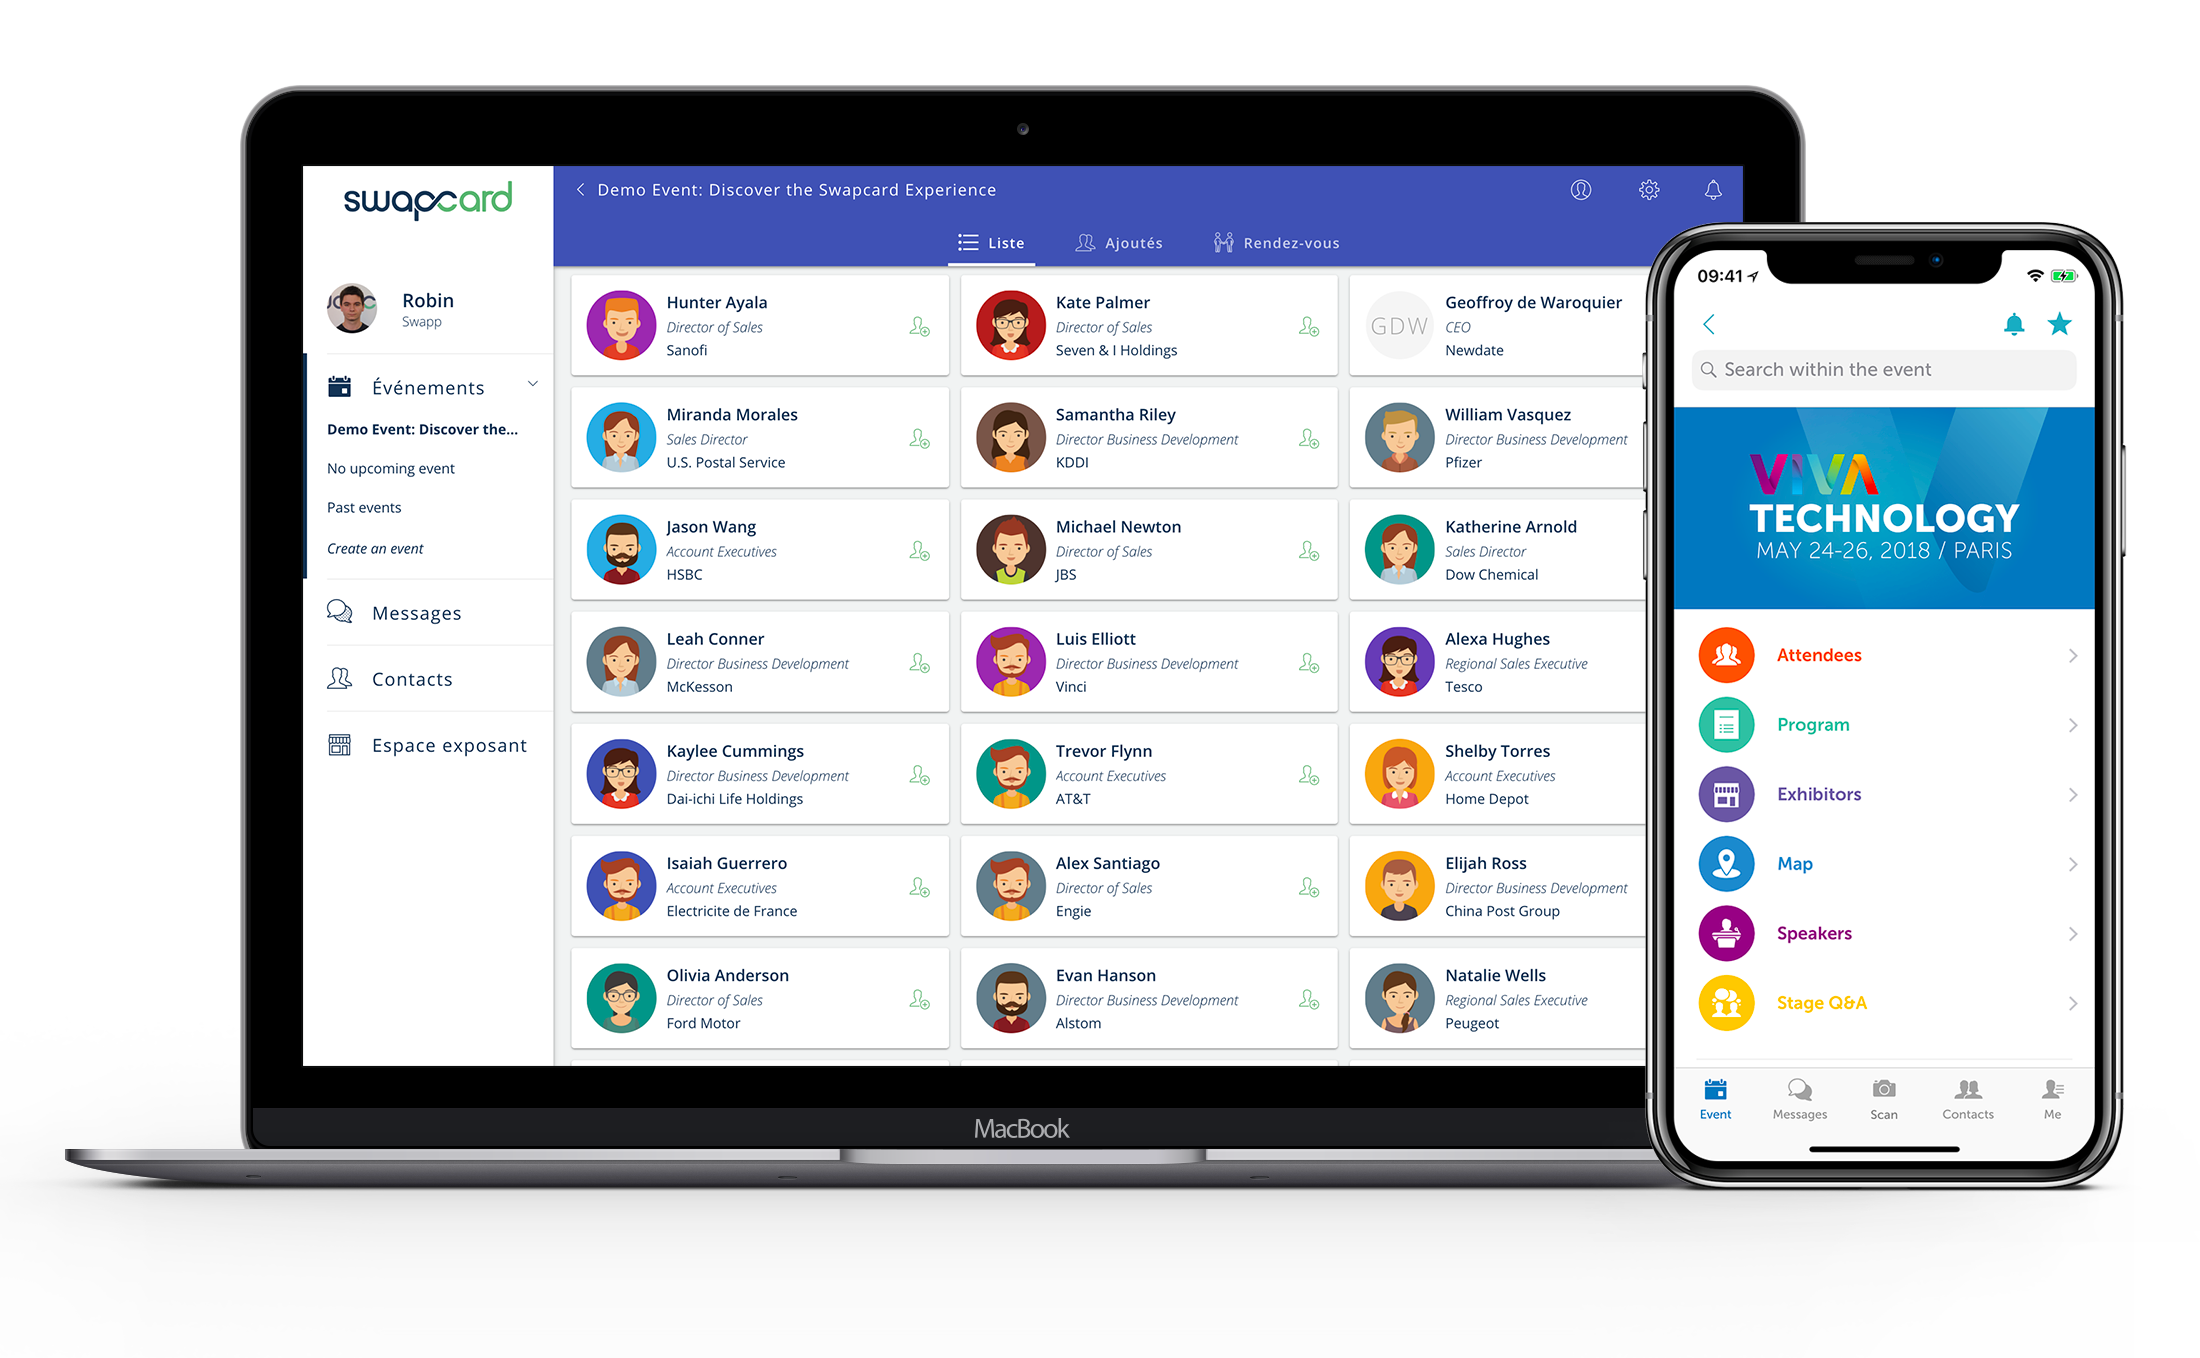 swapcard
Robin
Swapp
Événements
Demo Event: Discover the...
No upcoming event
Past events
Create an event
Messages
Contacts
Espace exposant
Demo Event: Discover the Swapcard Experience
Liste
Ajoutés
Rendez-vous
Hunter Ayala
Director of Sales
Sanofi
Kate Palmer
Director of Sales
Seven & I Holdings
GDW
Geoffroy de Waroquier
CEO
Newdate
Miranda Morales
Sales Director
U.S. Postal Service
Samantha Riley
Director Business Development
KDDI
William Vasquez
Director Business Development
Pfizer
Jason Wang
Account Executives
HSBC
Michael Newton
Director of Sales
JBS
Katherine Arnold
Sales Director
Dow Chemical
Leah Conner
Director Business Development
McKesson
Luis Elliott
Director Business Development
Vinci
Alexa Hughes
Regional Sales Executive
Tesco
Kaylee Cummings
Director Business Development
Dai-ichi Life Holdings
Trevor Flynn
Account Executives
AT&T
Shelby Torres
Account Executives
Home Depot
Isaiah Guerrero
Account Executives
Electricite de France
Alex Santiago
Director of Sales
Engie
Elijah Ross
Director Business Development
China Post Group
Olivia Anderson
Director of Sales
Ford Motor
Evan Hanson
Director Business Development
Alstom
Natalie Wells
Regional Sales Executive
Peugeot
MacBook
09:41
Search within the event
VIVA
TECHNOLOGY
MAY 24-26, 2018 / PARIS
Attendees
Program
Exhibitors
Map
Speakers
Stage Q&A
Event
Messages
Scan
Contacts
Me